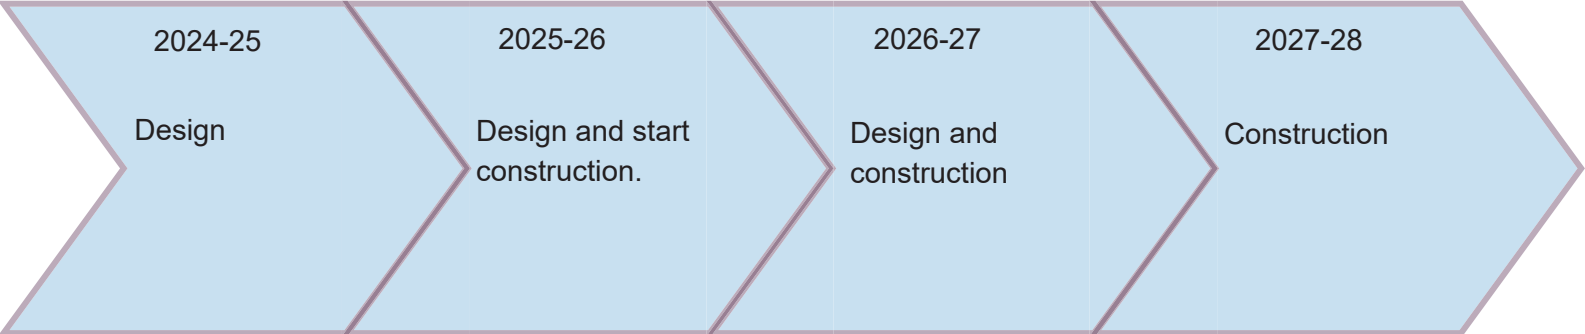 2024-25
Design
2025-26
Design and start
construction.
2026-27
Design and
construction
2027-28
Construction